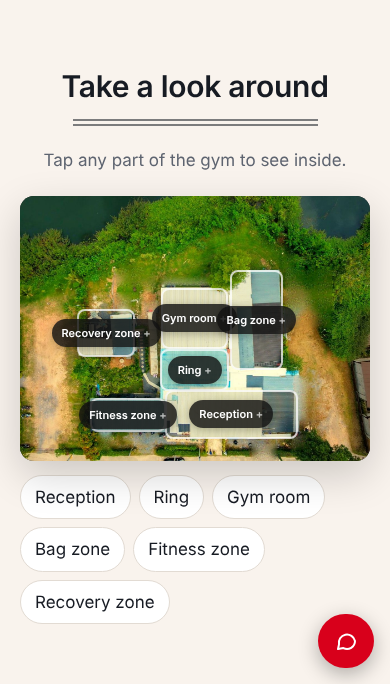 Take a look around
Tap any part of the gym to see inside.
Gym room
Bag zone +
Recovery zone +
Ring +
Fitness zone +
Reception +
Reception
Ring
Gym room
Bag zone
Fitness zone
Recovery zone